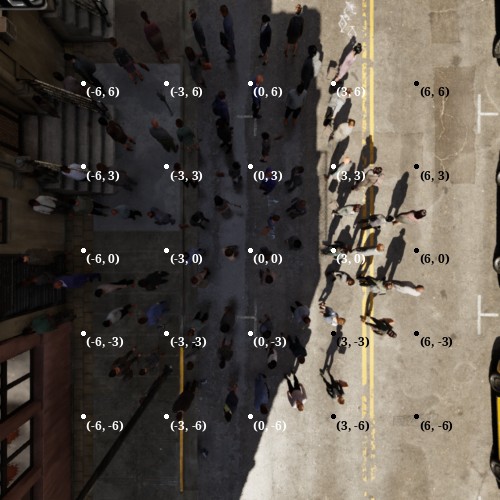 (-6, 6) (-3, 6) (0, 6) (3, 6) (6, 6)
(-6, 3) (-3, 3) (0, 3) (3, 3) (6, 3)
(-6, 0) (-3, 0) (0, 0) (3, 0) (6, 0)
(-6, -3) (-3, -3) (0, -3) (3, -3) (6, -3)
(-6, -6) (-3, -6) (0, -6) (3, -6) (6, -6)